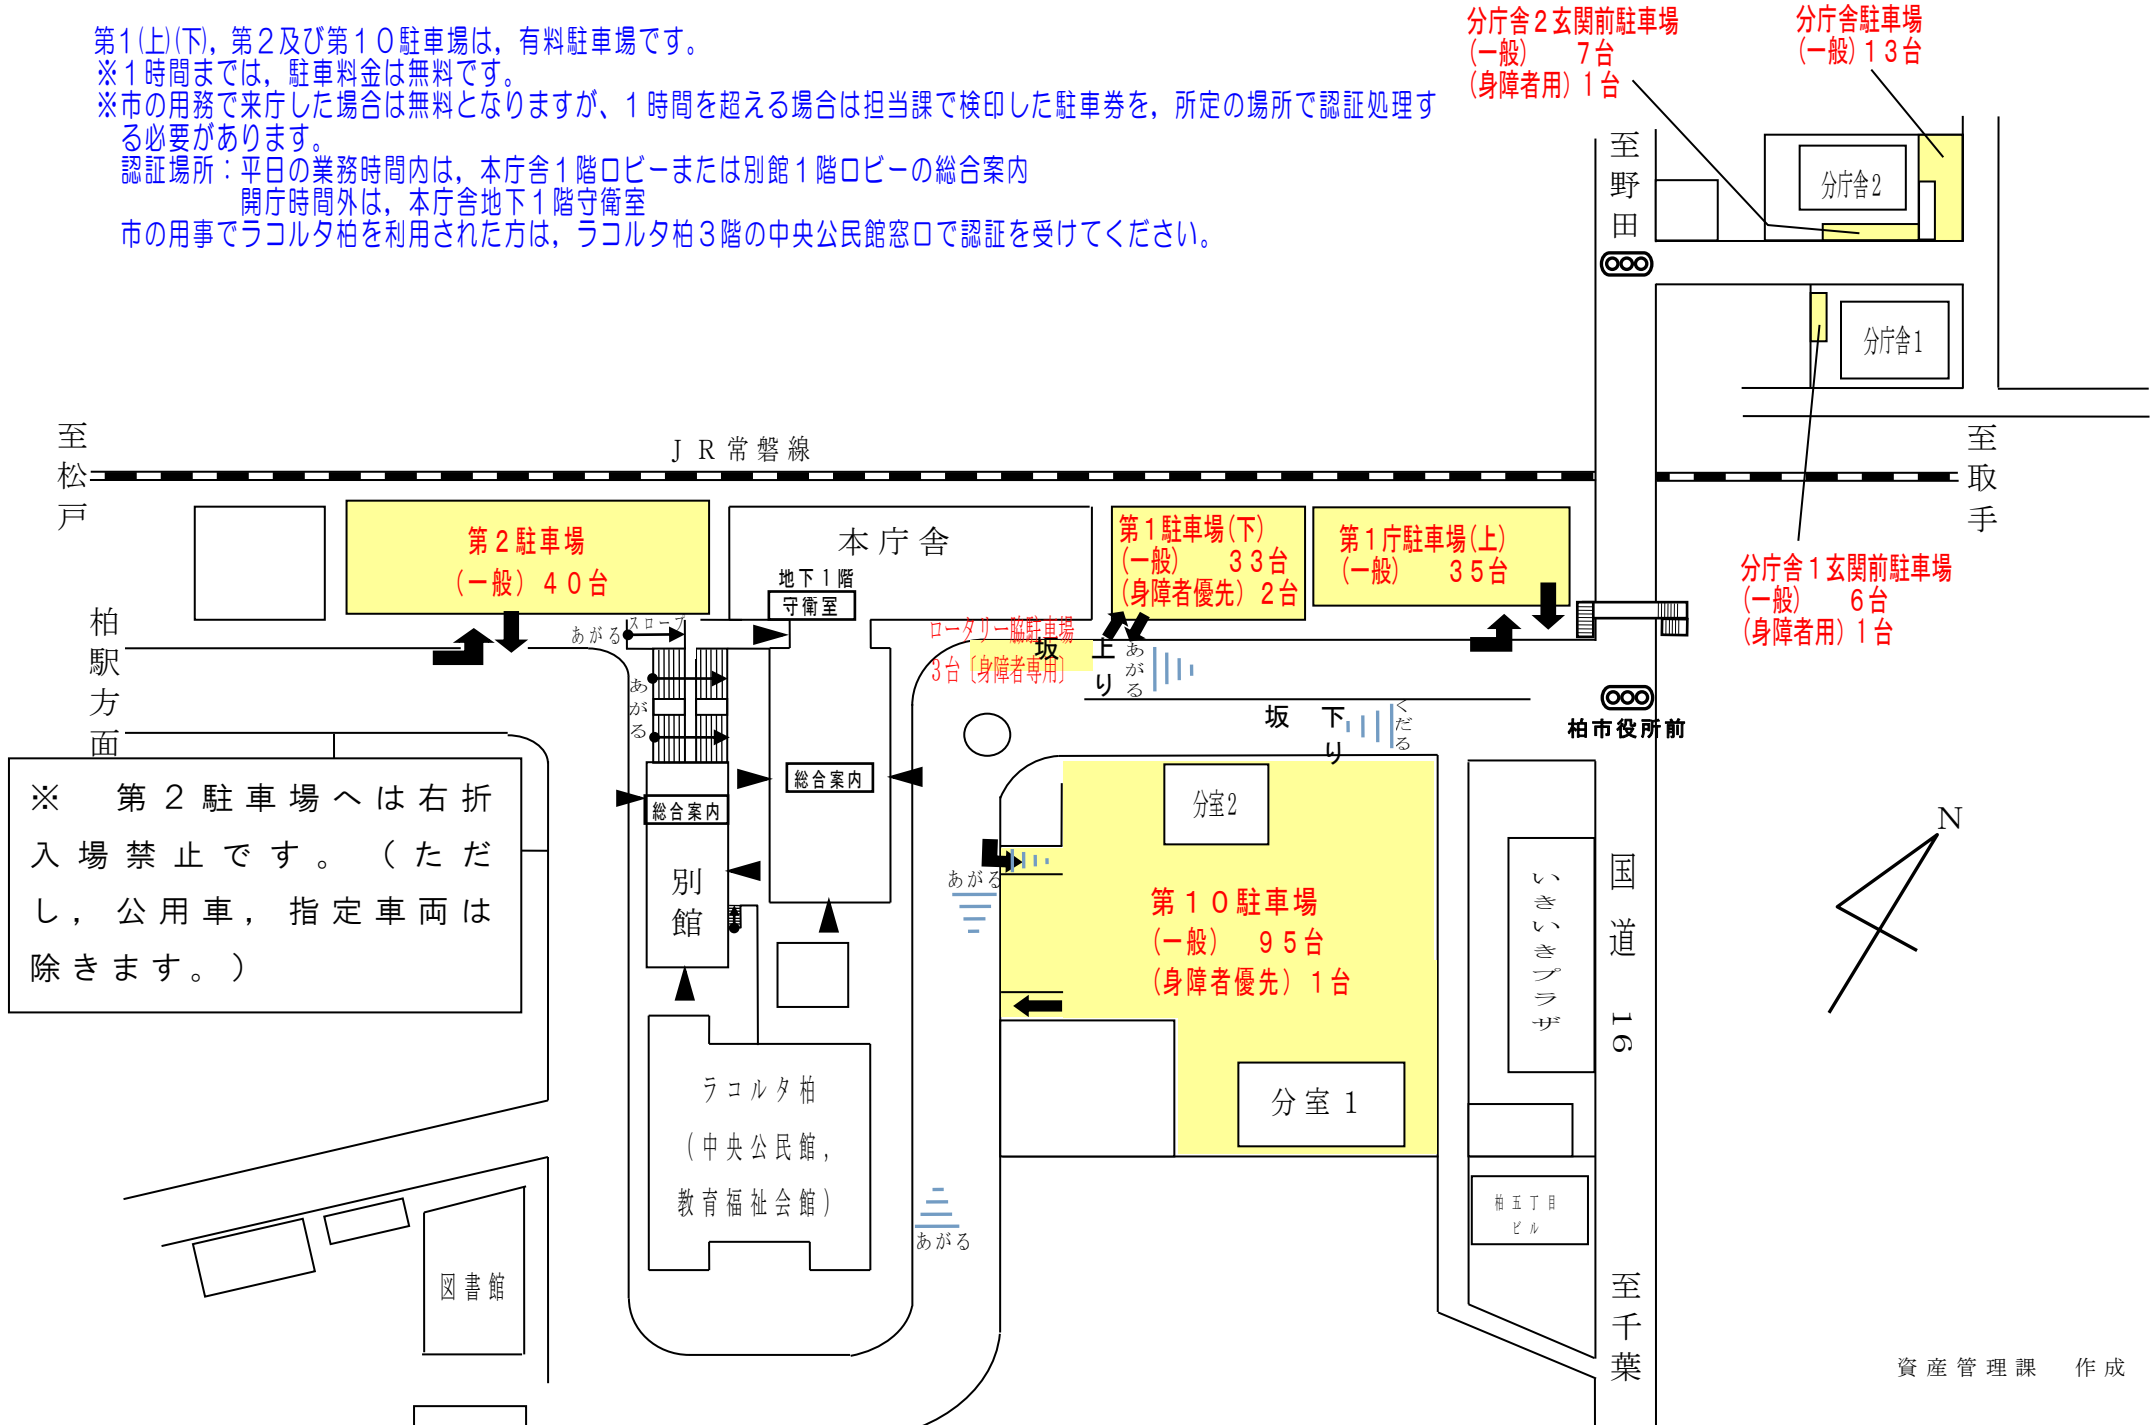 第１(上)(下)，第２及び第１０駐車場は，有料駐車場です。
※１時間までは，駐車料金は無料です。
※市の用務で来庁した場合は無料となりますが、１時間を超える場合は担当課で検印した駐車券を，所定の場所で認証処理す
る必要があります。
認証場所：平日の業務時間内は，本庁舎１階ロビーまたは別館１階ロビーの総合案内
開庁時間外は，本庁舎地下１階守衛室
市の用事でラコルタ柏を利用された方は，ラコルタ柏３階の中央公民館窓口で認証を受けてください。
分庁舎２玄関前駐車場
(一般)　７台
(身障者用)１台
分庁舎駐車場
(一般)１３台
至野田
分庁舎2
分庁舎1
至松戸
ＪＲ常磐線
至取手
第２駐車場
(一般)４０台
本庁舎
地下１階
守衛室
第１駐車場(下)
(一般)　３３台
(身障者優先)２台
第１庁駐車場(上)
(一般)　３５台
分庁舎１玄関前駐車場
(一般)　６台
(身障者用)１台
柏駅方面
あがる
スロープ
あがる
ロータリー脇駐車場
3台〔身障者専用〕
上り
坂
あがる
下り
坂
くだる
柏市役所前
※　第２駐車場へは右折
入場禁止です。（ただ
し，公用車，指定車両は
除きます。）
総合案内
総合案内
別館
分室2
あがる
第１０駐車場
(一般)　９５台
(身障者優先)１台
いきいきプラザ
国道　16
N
分室１
ラコルタ柏
（中央公民館，
教育福祉会館）
あがる
柏五丁目
ビル
図書館
至千葉
資産管理課　作成